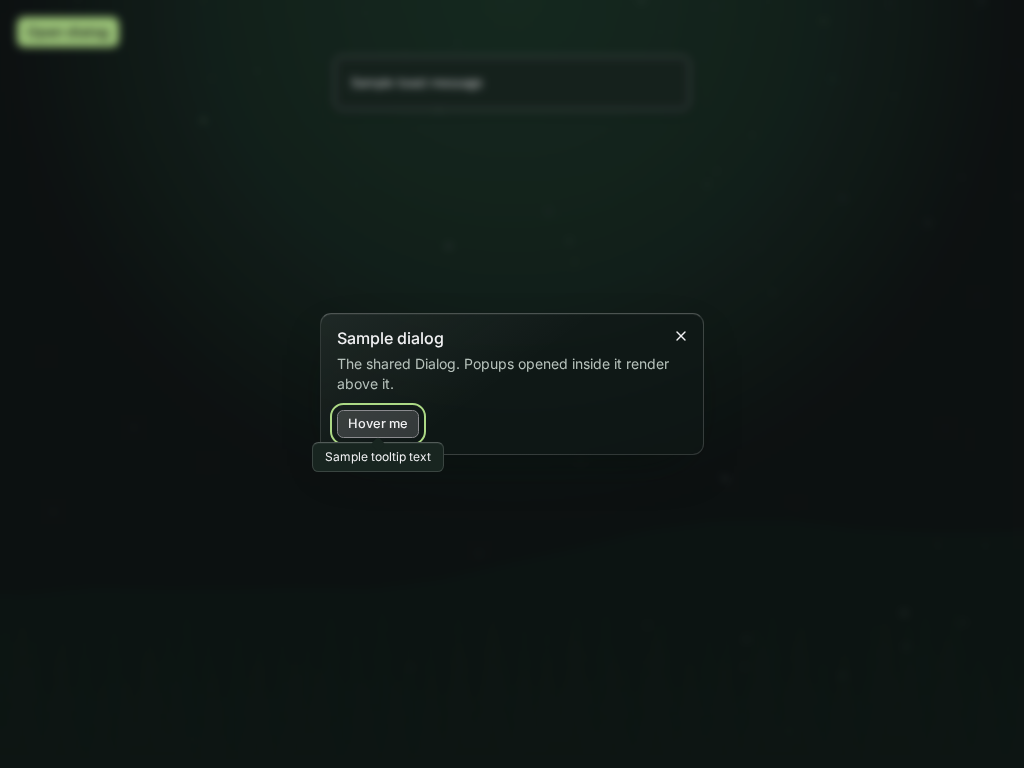 Sample dialog
The shared Dialog. Popups opened inside it render
above it.
Hover me
Sample tooltip text